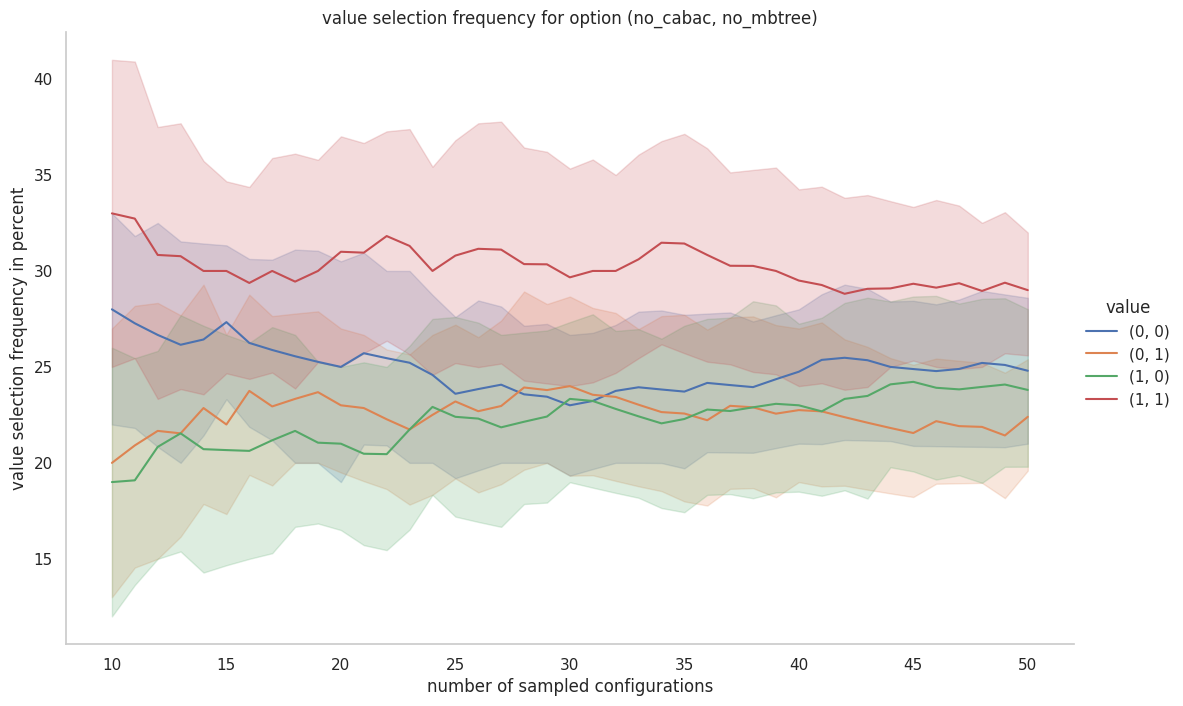 value selection frequency for option (no_cabac, no_mbtree)
value selection frequency in percent
40
35
30
25
20
15
10 15 20 25 30 35 40 45 50
number of sampled configurations
value
(0, 0)
(0, 1)
(1, 0)
(1, 1)